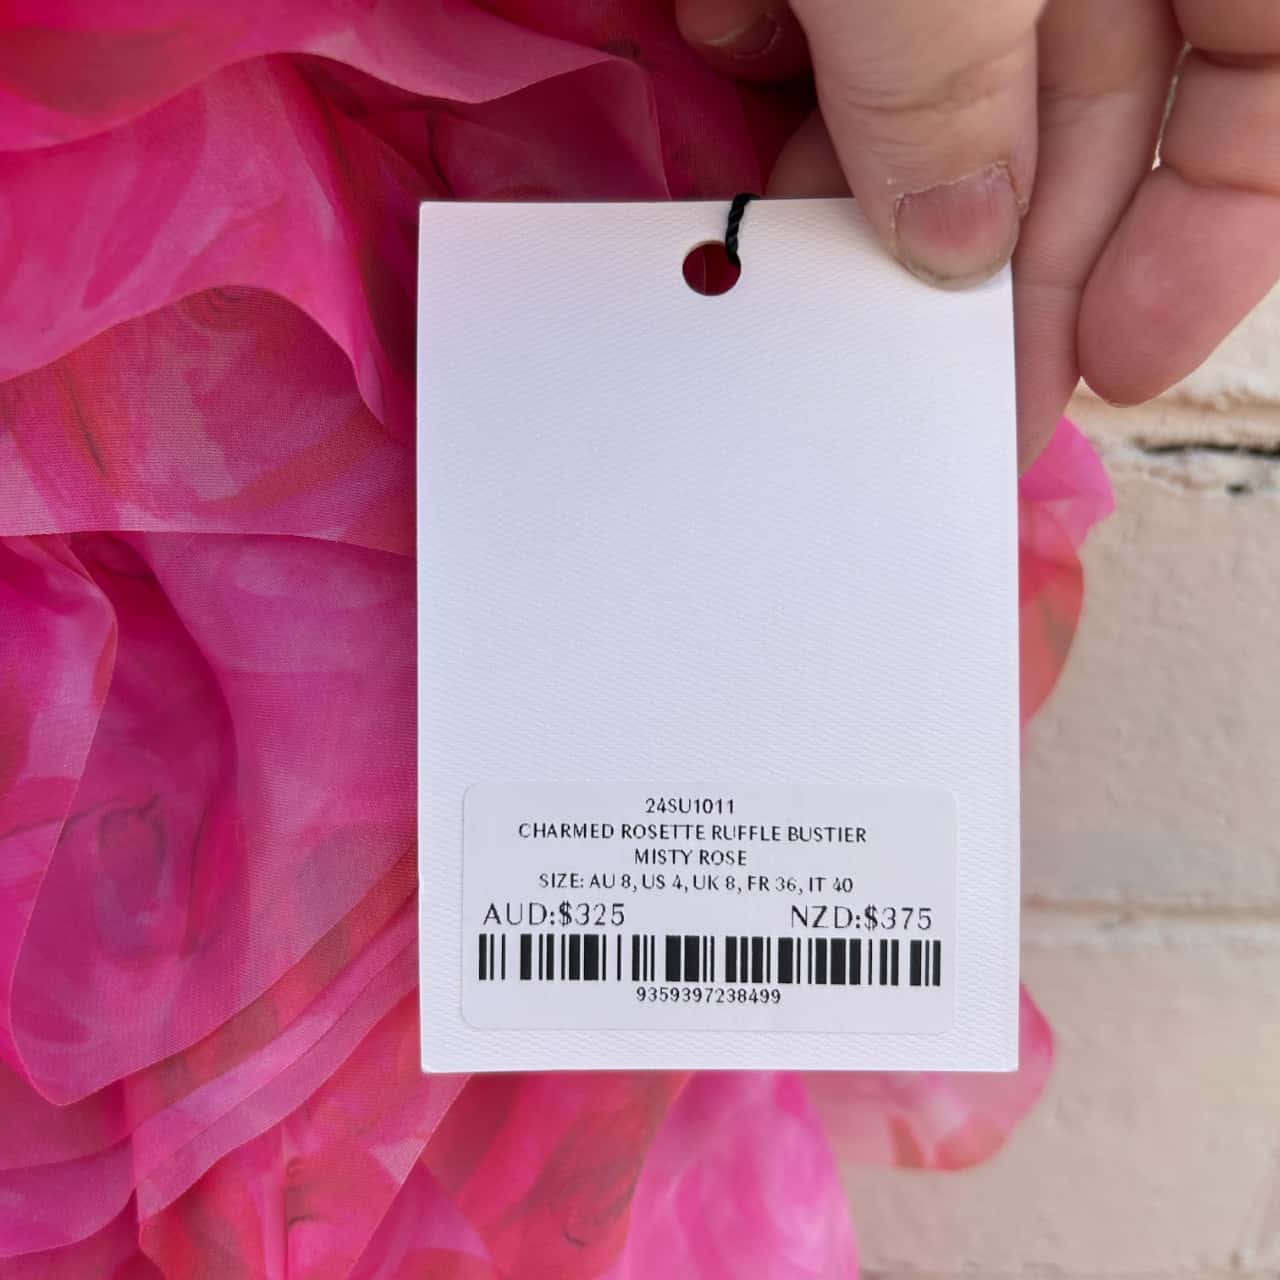 24SU1011
CHARMED ROSETTE RUFFLE BUSTIER
MISTY ROSE
SIZE: AU 8, US 4, UK 8, FR 36, IT 40
AUD:$325 NZD:$375
9359397238499